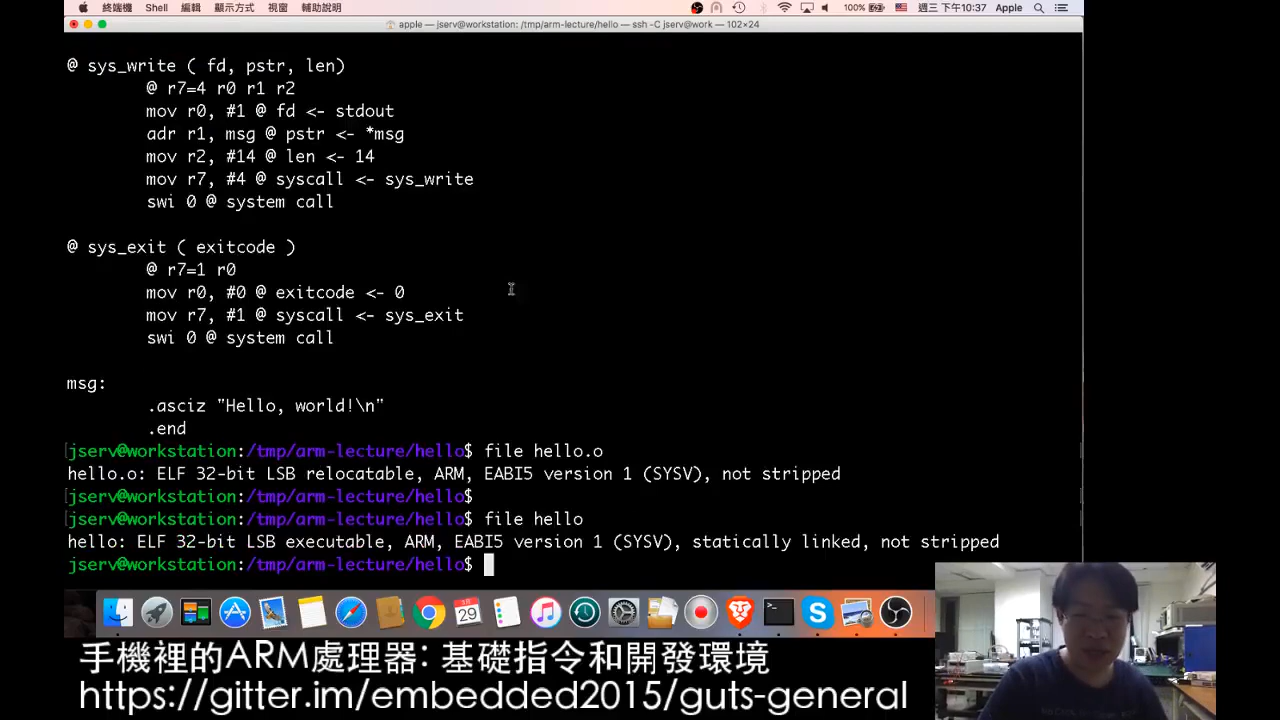 終端機 Shell 編輯 顯示方式 視窗 輔助說明 100% 週三 下午10:37 Apple
apple — jserv@workstation: /tmp/arm-lecture/hello — ssh -C jserv@work — 102×24
@ sys_write ( fd, pstr, len)
@ r7=4 r0 r1 r2
mov r0, #1 @ fd <- stdout
adr r1, msg @ pstr <- *msg
mov r2, #14 @ len <- 14
mov r7, #4 @ syscall <- sys_write
swi 0 @ system call
@ sys_exit ( exitcode )
@ r7=1 r0
mov r0, #0 @ exitcode <- 0
mov r7, #1 @ syscall <- sys_exit
swi 0 @ system call
msg:
.asciz "Hello, world!\n"
.end
jserv@workstation:/tmp/arm-lecture/hello$ file hello.o
hello.o: ELF 32-bit LSB relocatable, ARM, EABI5 version 1 (SYSV), not stripped
jserv@workstation:/tmp/arm-lecture/hello$
jserv@workstation:/tmp/arm-lecture/hello$ file hello
hello: ELF 32-bit LSB executable, ARM, EABI5 version 1 (SYSV), statically linked, not stripped
jserv@workstation:/tmp/arm-lecture/hello$
29
手機裡的ARM處理器: 基礎指令和開發環境
https://gitter.im/embedded2015/guts-general